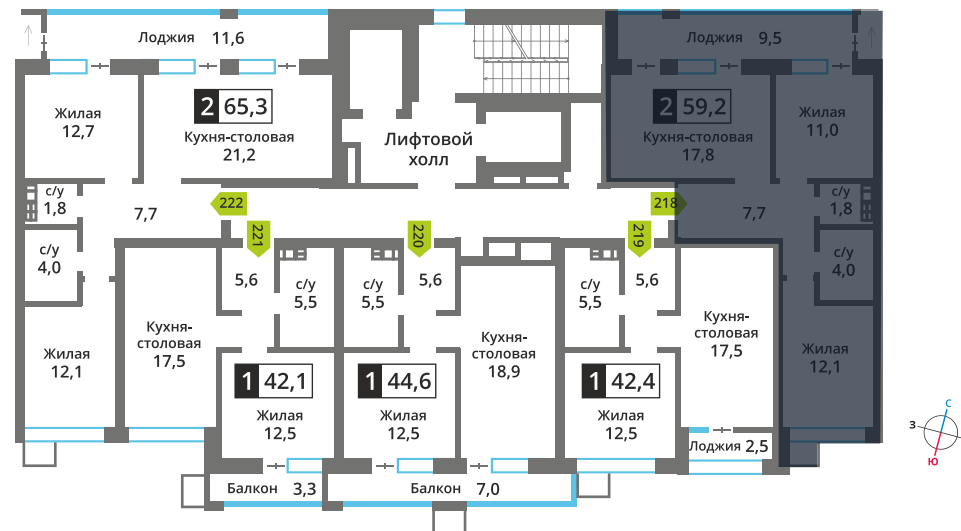 Лоджия 11,6
Лоджия 9,5
2 65,3
2 59,2
Жилая
12,7
Кухня-столовая
21,2
Лифтовой
холл
Кухня-столовая
17,8
Жилая
11,0
с/у
1,8
7,7
222
218
7,7
с/у
1,8
221
220
219
с/у
4,0
5,6
с/у
5,5
с/у
5,5
5,6
с/у
5,5
5,6
с/у
4,0
Кухня-
столовая
17,5
Кухня-
столовая
18,9
Кухня-
столовая
17,5
Жилая
12,1
1 42,1
1 44,6
1 42,4
Жилая
12,1
Жилая
12,5
Жилая
12,5
Жилая
12,5
Лоджия 2,5
Балкон 3,3
Балкон 7,0
С
З
Ю